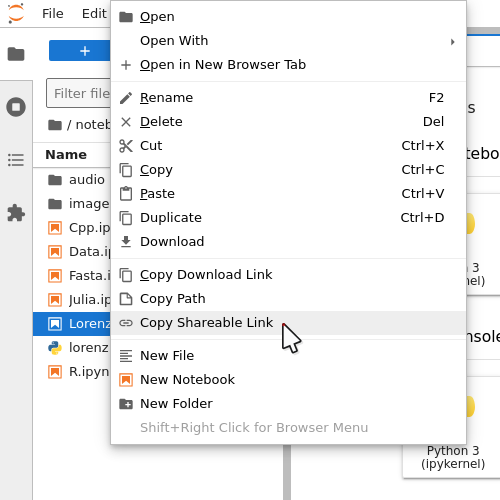 File Edit
Filter file
/ noteb
Name
audio
image
Cpp.ip
Data.ip
Fasta.i
Julia.ip
Lorenz
lorenz
R.ipyn
Open
Open With
Open in New Browser Tab
Rename F2
Delete Del
Cut Ctrl+X
Copy Ctrl+C
Paste Ctrl+V
Duplicate Ctrl+D
Download
Copy Download Link
Copy Path
Copy Shareable Link
New File
New Notebook
New Folder
Shift+Right Click for Browser Menu
s
tebo
3
nel)
nsole
Python 3
(ipykernel)